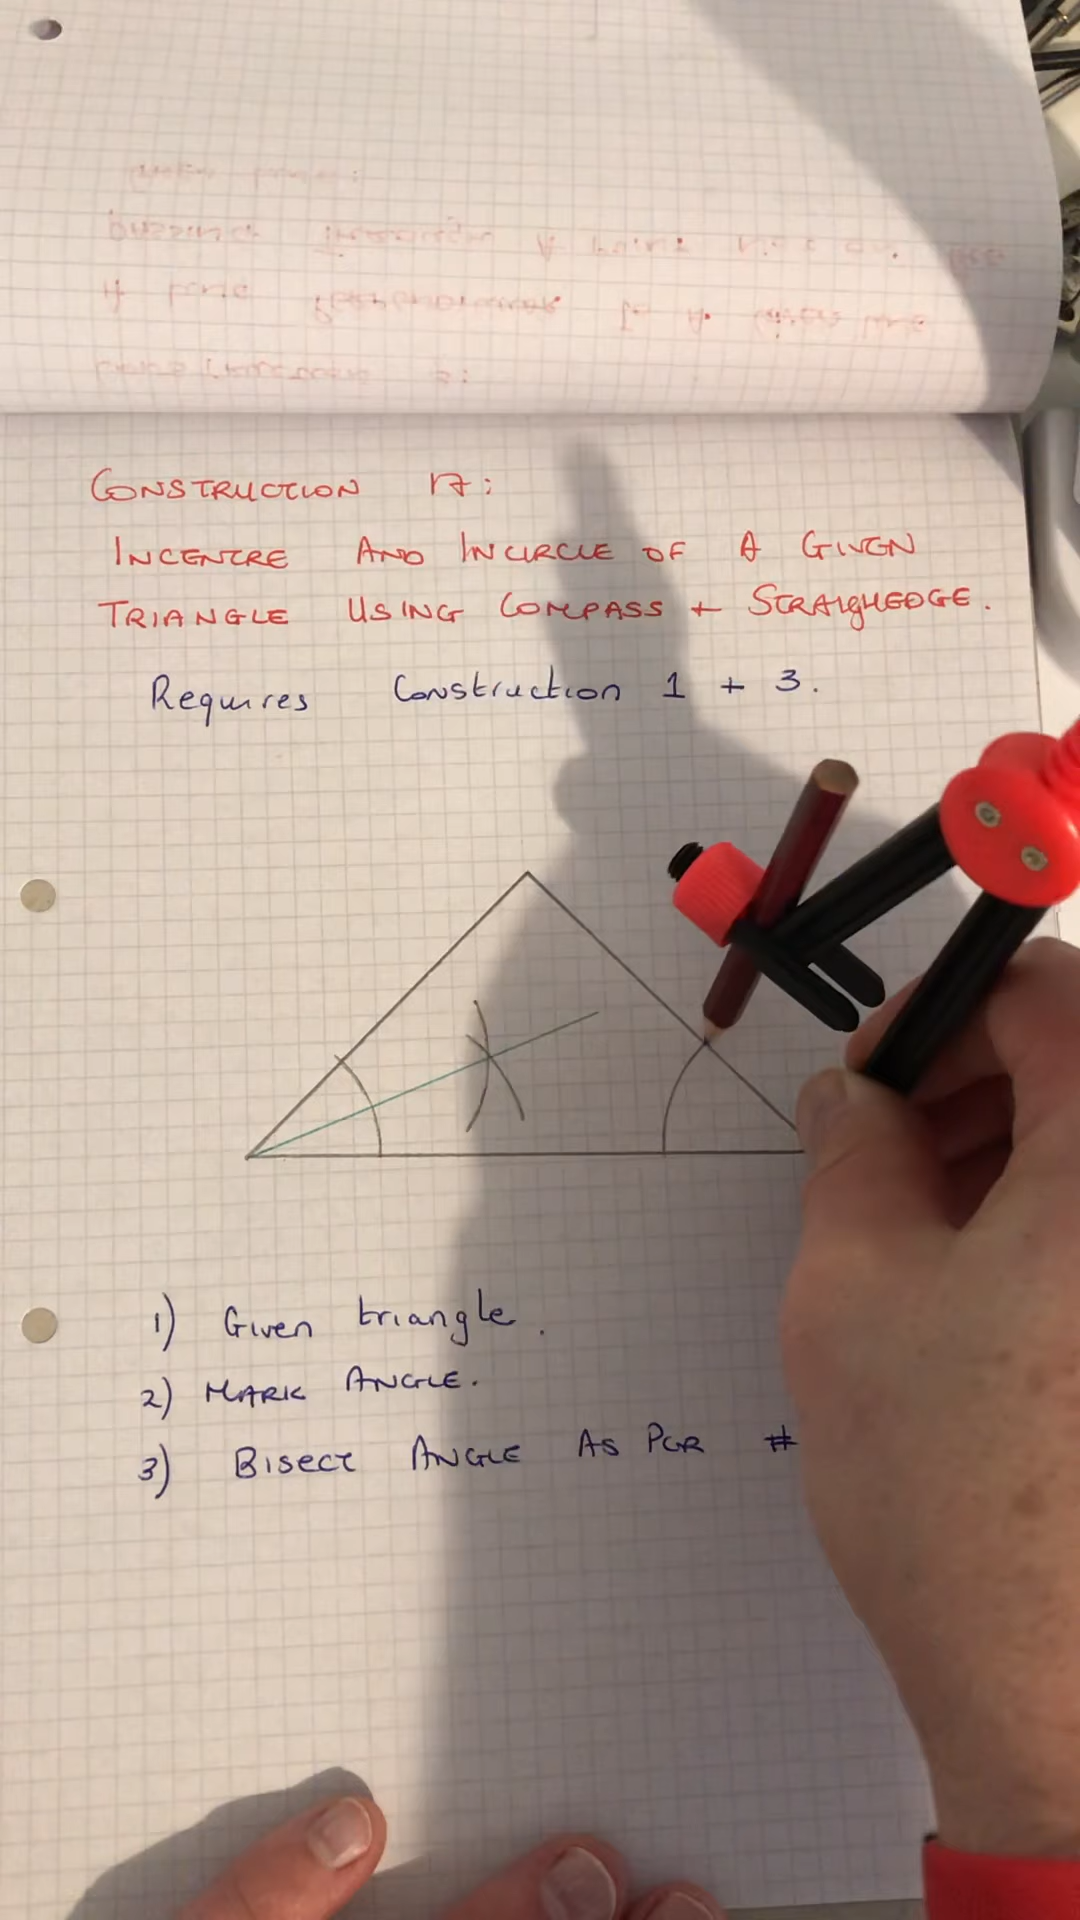 CONSTRUCTION 17:
INCENTRE AND INCIRCLE OF A GIVEN
TRIANGLE USING COMPASS + STRAIGHEDGE.
Requires Construction 1 + 3.
1) Given triangle.
2) MARK ANGLE.
3) BISECT ANGLE AS PER #